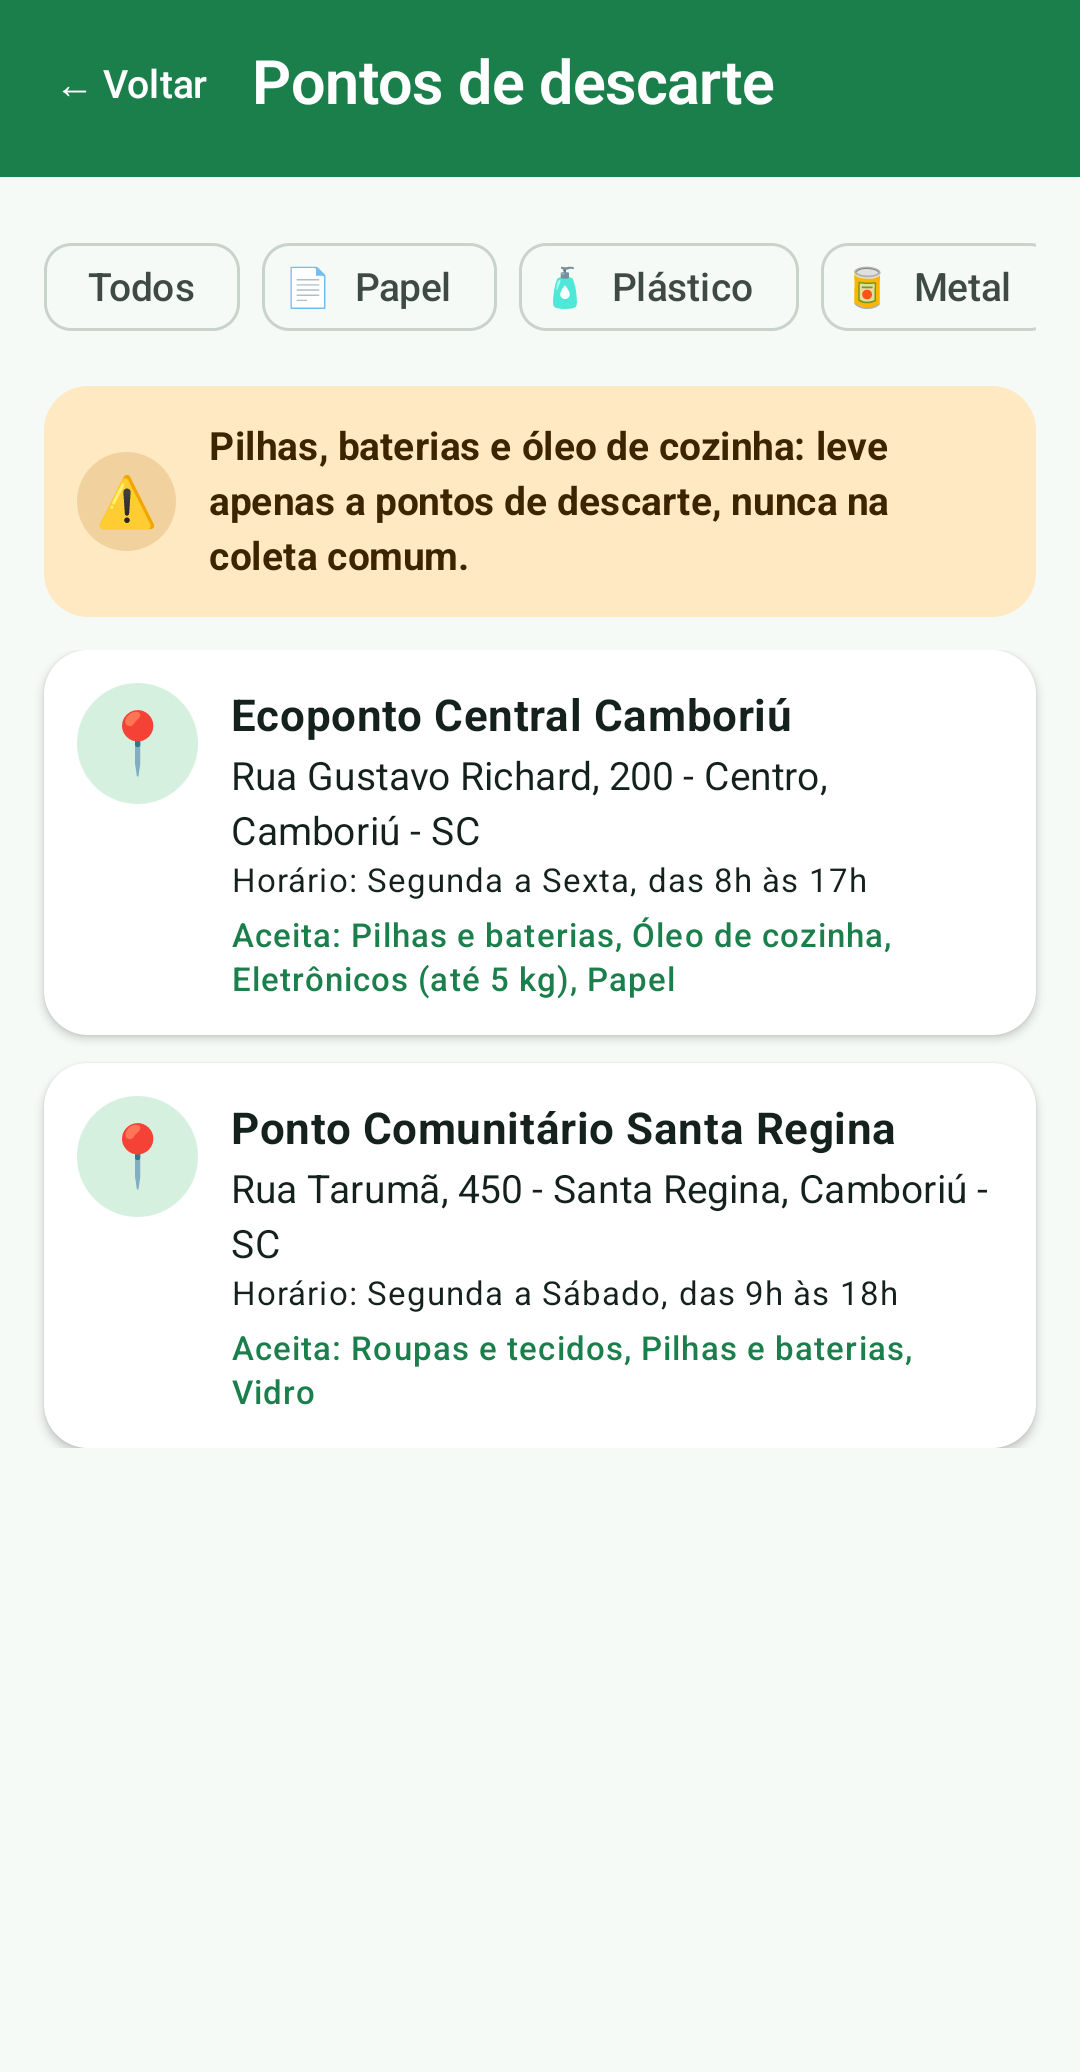 ← Voltar
Pontos de descarte
Todos
Papel
Plástico
Metal
Pilhas, baterias e óleo de cozinha: leve
apenas a pontos de descarte, nunca na
coleta comum.
Ecoponto Central Camboriú
Rua Gustavo Richard, 200 - Centro,
Camboriú - SC
Horário: Segunda a Sexta, das 8h às 17h
Aceita: Pilhas e baterias, Óleo de cozinha,
Eletrônicos (até 5 kg), Papel
Ponto Comunitário Santa Regina
Rua Tarumã, 450 - Santa Regina, Camboriú -
SC
Horário: Segunda a Sábado, das 9h às 18h
Aceita: Roupas e tecidos, Pilhas e baterias,
Vidro